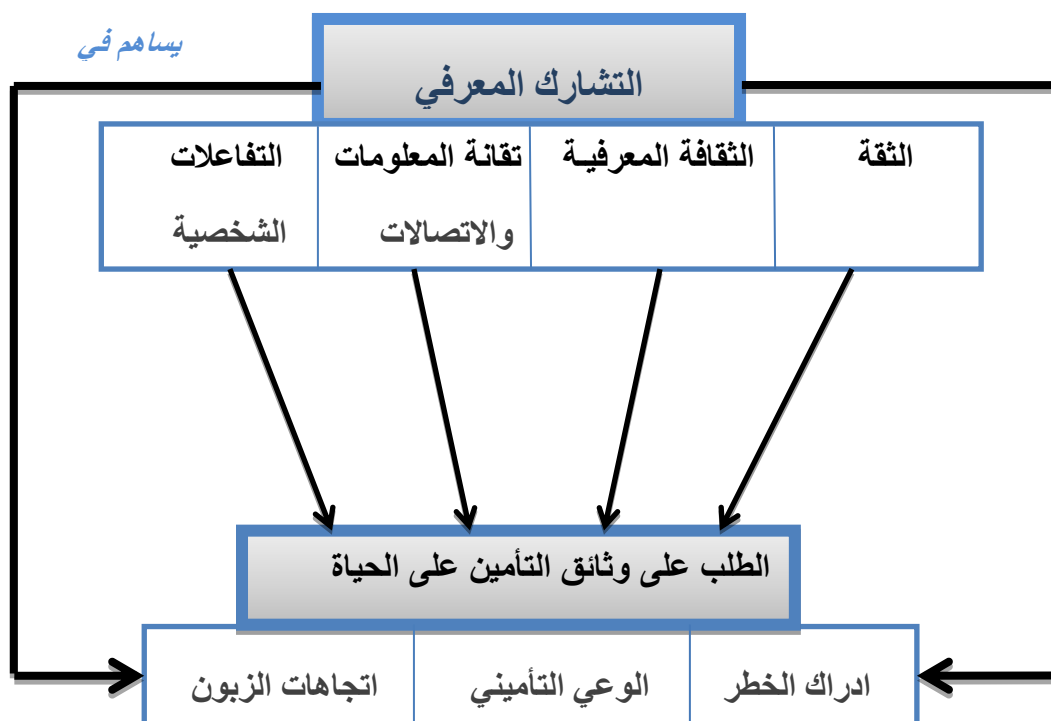 يساهم في
التشارك المعرفي
الثقة
الثقافة المعرفيـة
تقانة المعلومات
والاتصالات
التفاعلات
الشخصية
الطلب على وثائق التأمين على الحياة
ادراك الخطر
الوعي التأميني
اتجاهات الزبون